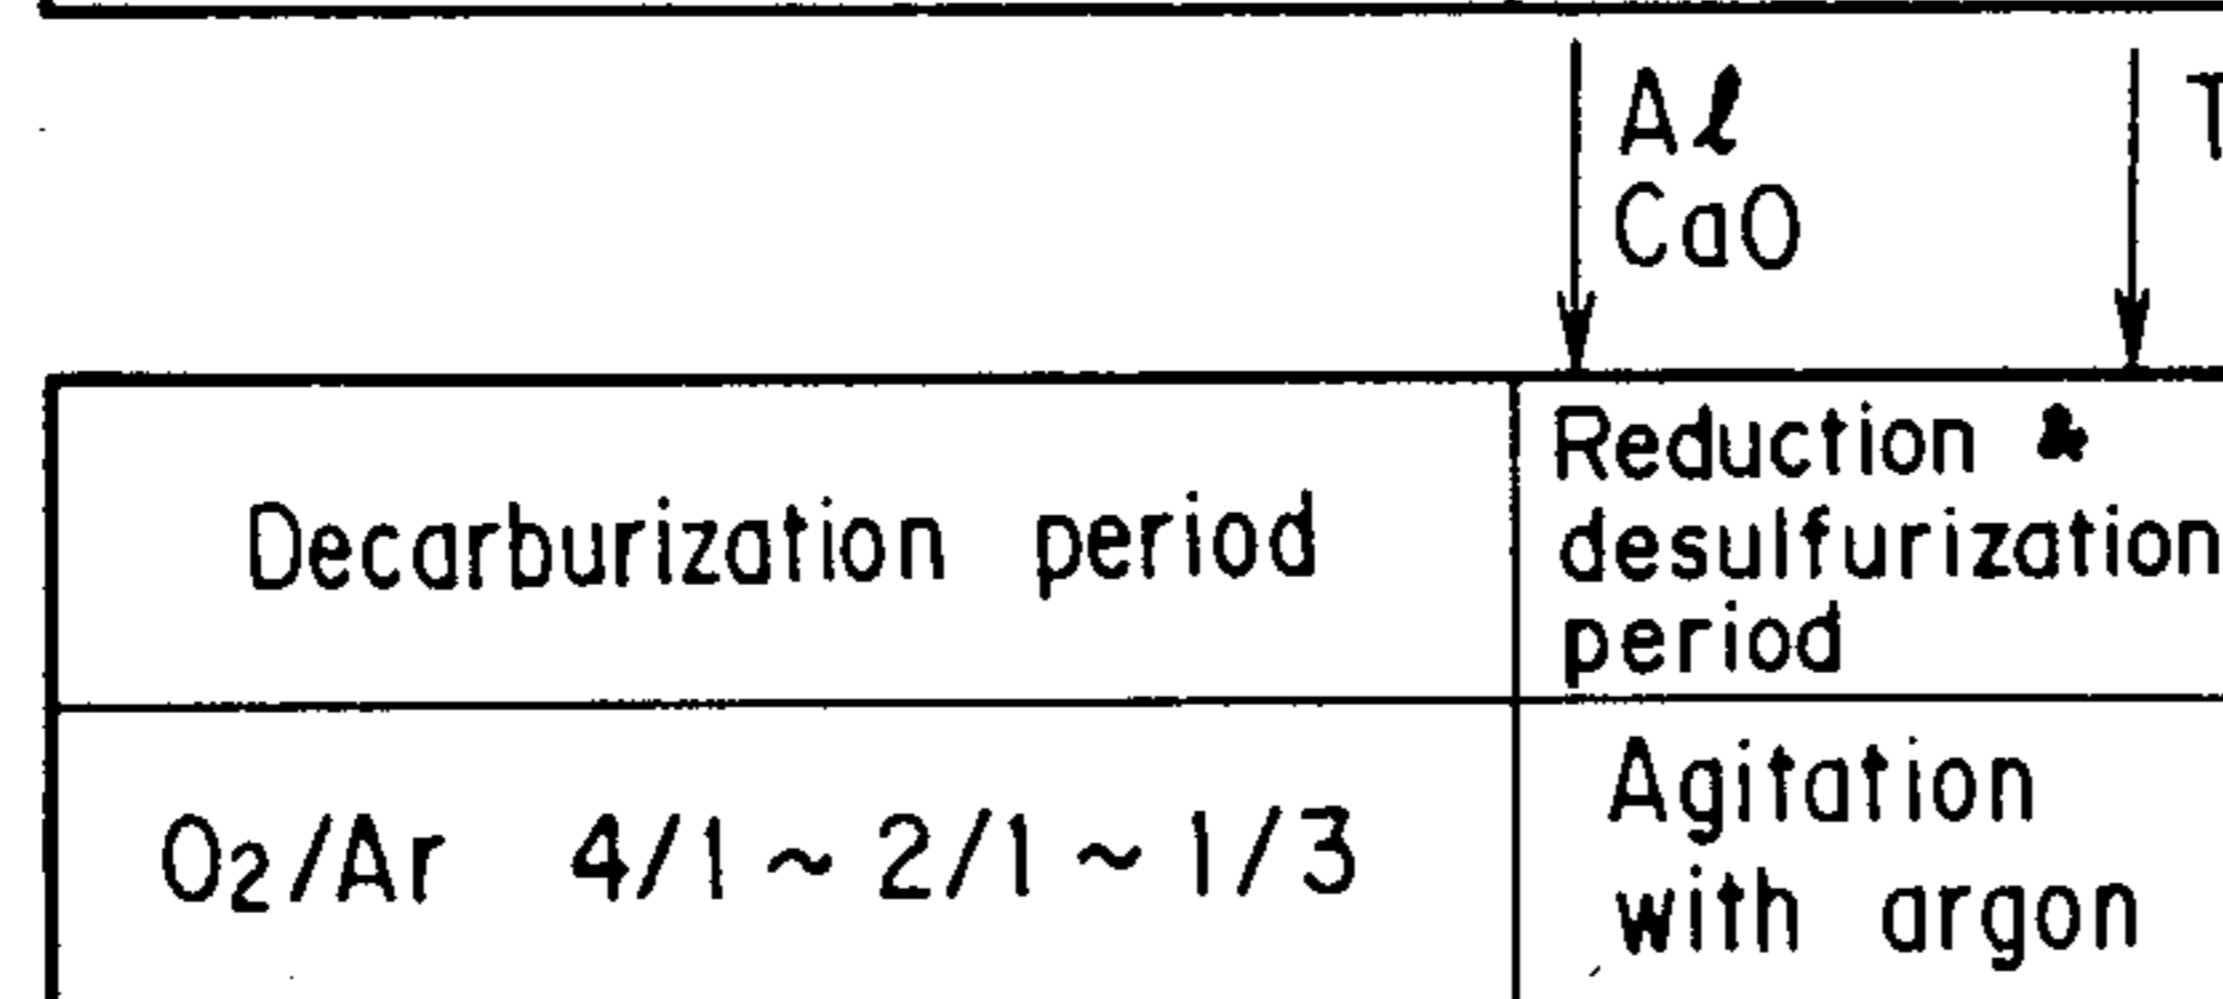 Al
CaO
Reduction &
desulfurization
period
Decarburization period
O2/Ar 4/1 ~ 2/1 ~ 1/3
Agitation
with argon